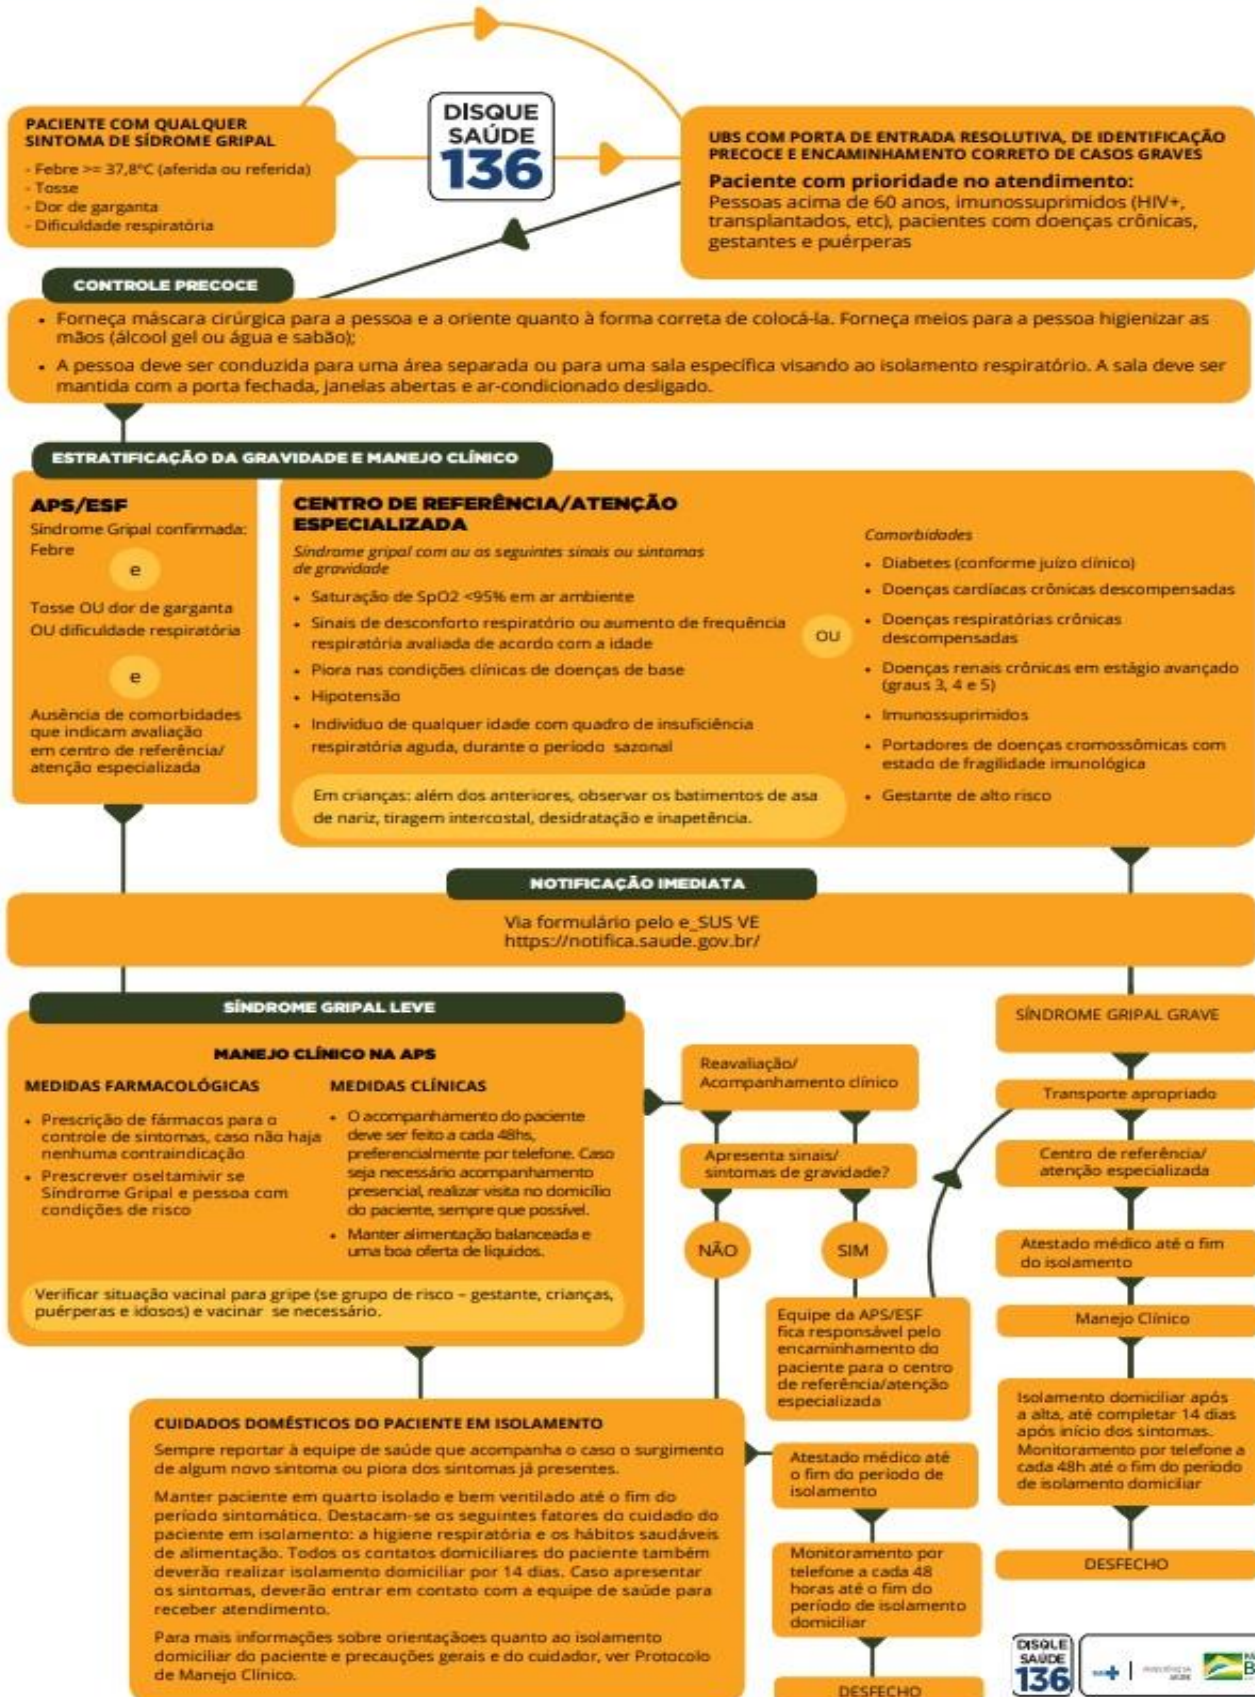 PACIENTE COM QUALQUER
SINTOMA DE SÍDROME GRIPAL
- Febre >= 37,8ºC (aferida ou referida)
- Tosse
- Dor de garganta
- Dificuldade respiratória
DISQUE
SAÚDE
136
UBS COM PORTA DE ENTRADA RESOLUTIVA, DE IDENTIFICAÇÃO
PRECOCE E ENCAMINHAMENTO CORRETO DE CASOS GRAVES
Paciente com prioridade no atendimento:
Pessoas acima de 60 anos, imunossuprimidos (HIV+,
transplantados, etc), pacientes com doenças crônicas,
gestantes e puérperas
CONTROLE PRECOCE
• Forneça máscara cirúrgica para a pessoa e a oriente quanto à forma correta de colocá-la. Forneça meios para a pessoa higienizar as
mãos (álcool gel ou água e sabão);
• A pessoa deve ser conduzida para uma área separada ou para uma sala específica visando ao isolamento respiratório. A sala deve ser
mantida com a porta fechada, janelas abertas e ar-condicionado desligado.
ESTRATIFICAÇÃO DA GRAVIDADE E MANEJO CLÍNICO
APS/ESF
Síndrome Gripal confirmada:
Febre
e
Tosse OU dor de garganta
OU dificuldade respiratória
e
Ausência de comorbidades
que indicam avaliação
em centro de referência/
atenção especializada
CENTRO DE REFERÊNCIA/ATENÇÃO
ESPECIALIZADA
Síndrome gripal com ou os seguintes sinais ou sintomas
de gravidade
• Saturação de SpO2 <95% em ar ambiente
• Sinais de desconforto respiratório ou aumento de frequência
respiratória avaliada de acordo com a idade
• Piora nas condições clínicas de doenças de base
• Hipotensão
• Indivíduo de qualquer idade com quadro de insuficiência
respiratória aguda, durante o período sazonal
Em crianças: além dos anteriores, observar os batimentos de asa
de nariz, tiragem intercostal, desidratação e inapetência.
OU
Comorbidades
• Diabetes (conforme juízo clínico)
• Doenças cardíacas crônicas descompensadas
• Doenças respiratórias crônicas
descompensadas
• Doenças renais crônicas em estágio avançado
(graus 3, 4 e 5)
• Imunossuprimidos
• Portadores de doenças cromossômicas com
estado de fragilidade imunológica
• Gestante de alto risco
NOTIFICAÇÃO IMEDIATA
Via formulário pelo e_SUS VE
https://notifica.saude.gov.br/
SÍNDROME GRIPAL LEVE
MANEJO CLÍNICO NA APS
MEDIDAS FARMACOLÓGICAS
• Prescrição de fármacos para o
controle de sintomas, caso não haja
nenhuma contraindicação
• Prescrever oseltamivir se
Síndrome Gripal e pessoa com
condições de risco
MEDIDAS CLÍNICAS
• O acompanhamento do paciente
deve ser feito a cada 48hs,
preferencialmente por telefone. Caso
seja necessário acompanhamento
presencial, realizar visita no domicílio
do paciente, sempre que possível.
• Manter alimentação balanceada e
uma boa oferta de líquidos.
Verificar situação vacinal para gripe (se grupo de risco – gestante, crianças,
puérperas e idosos) e vacinar se necessário.
Reavaliação/
Acompanhamento clínico
Apresenta sinais/
sintomas de gravidade?
NÃO
SIM
Equipe da APS/ESF
fica responsável pelo
encaminhamento do
paciente para o centro
de referência/atenção
especializada
SÍNDROME GRIPAL GRAVE
Transporte apropriado
Centro de referência/
atenção especializada
Atestado médico até o fim
do isolamento
Manejo Clínico
Isolamento domiciliar após
a alta, até completar 14 dias
após início dos sintomas.
Monitoramento por telefone a
cada 48h até o fim do período
de isolamento domiciliar
DESFECHO
CUIDADOS DOMÉSTICOS DO PACIENTE EM ISOLAMENTO
Sempre reportar à equipe de saúde que acompanha o caso o surgimento
de algum novo sintoma ou piora dos sintomas já presentes.
Manter paciente em quarto isolado e bem ventilado até o fim do
período sintomático. Destacam-se os seguintes fatores do cuidado do
paciente em isolamento: a higiene respiratória e os hábitos saudáveis
de alimentação. Todos os contatos domiciliares do paciente também
deverão realizar isolamento domiciliar por 14 dias. Caso apresentar
os sintomas, deverão entrar em contato com a equipe de saúde para
receber atendimento.
Para mais informações sobre orientaçãoes quanto ao isolamento
domiciliar do paciente e precauções gerais e do cuidador, ver Protocolo
de Manejo Clínico.
Atestado médico até
o fim do período de
isolamento
Monitoramento por
telefone a cada 48
horas até o fim do
período de isolamento
domiciliar
DESFECHO
DISQUE
SAÚDE
136